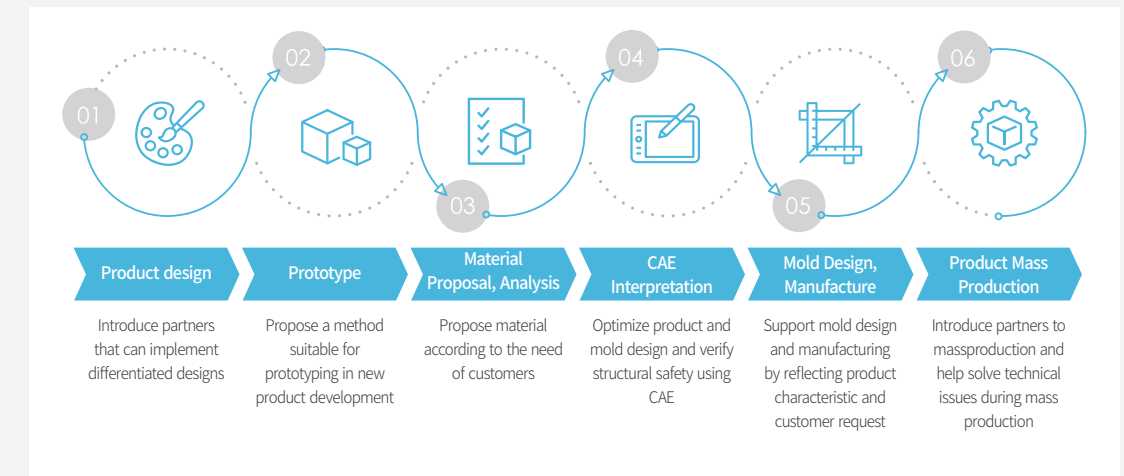 01
02
03
04
05
06
Product design
Introduce partners
that can implement
differentiated designs
Prototype
Propose a method
suitable for
prototyping in new
product development
Material
Proposal, Analysis
Propose material
according to the need
of customers
CAE
Interpretation
Optimize product and
mold design and verify
structural safety using
CAE
Mold Design,
Manufacture
Support mold design
and manufacturing
by reflecting product
characteristic and
customer request
Product Mass
Production
Introduce partners to
massproduction and
help solve technical
issues during mass
production